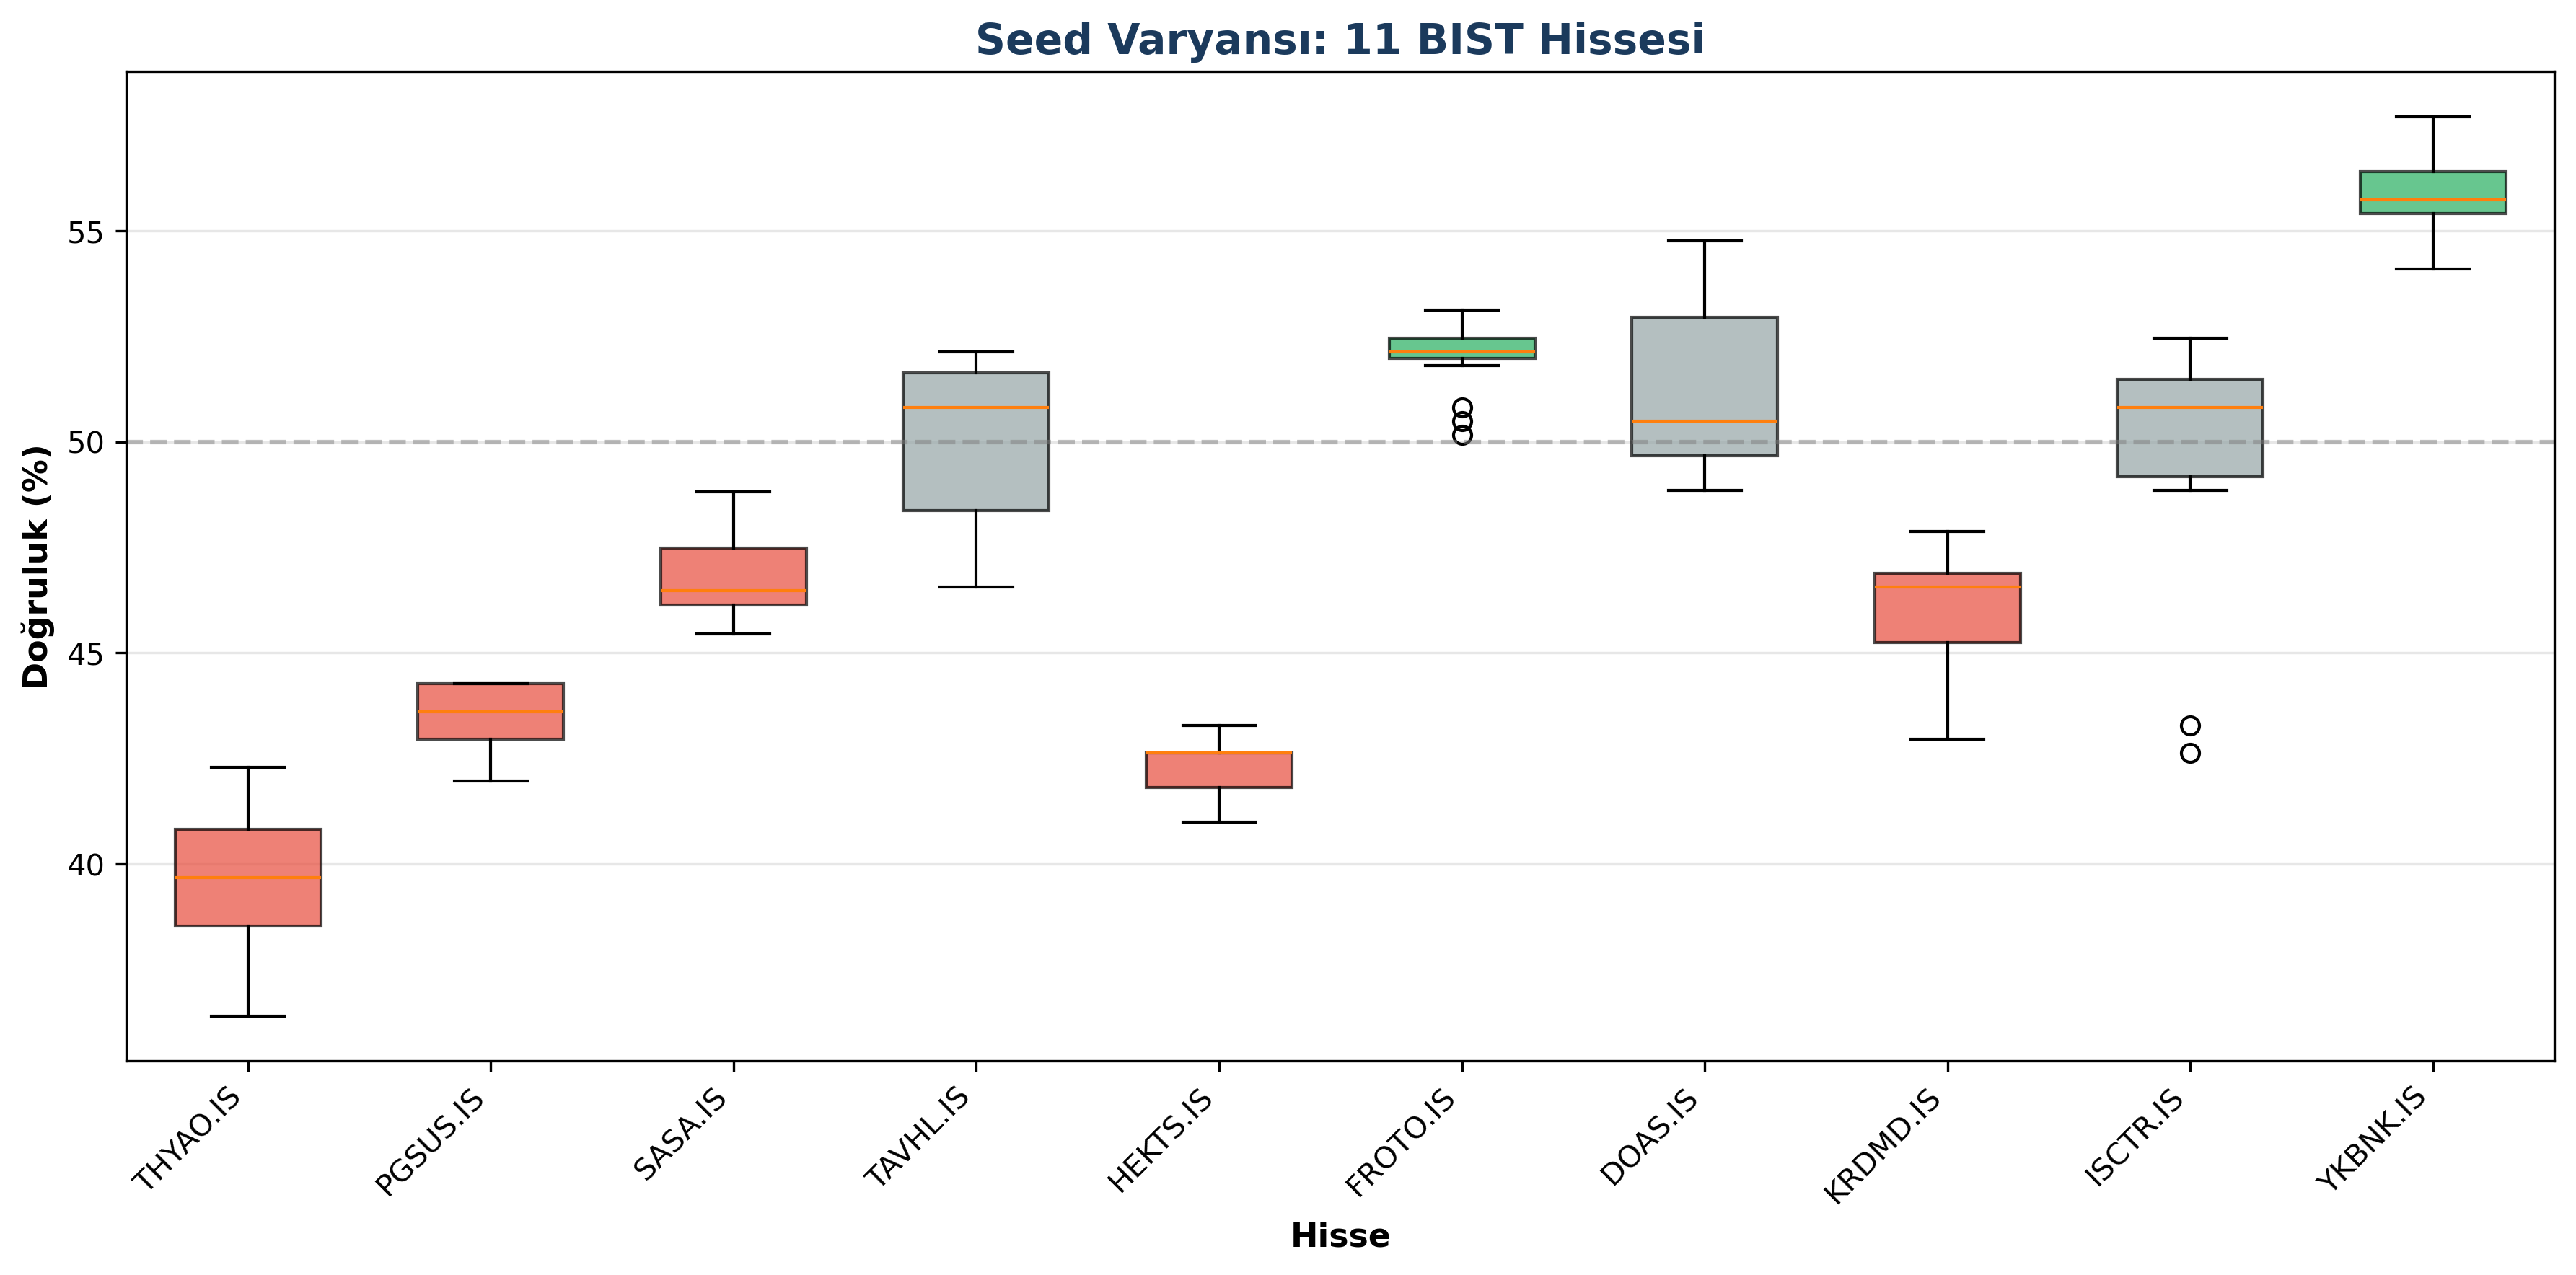 Seed Varyansı: 11 BIST Hissesi
Doğruluk (%)
55
50
45
40
THYAO.IS
PGSUS.IS
SASA.IS
TAVHL.IS
HEKTS.IS
FROTO.IS
DOAS.IS
KRDMD.IS
ISCTR.IS
YKBNK.IS
Hisse